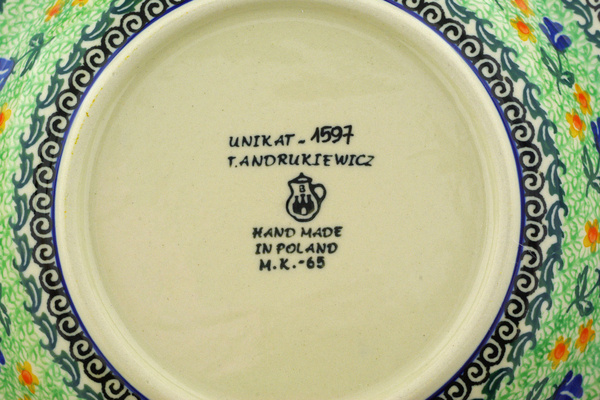 UNIKAT - 1597
T. ANDRUKIEWICZ
B
HAND MADE
IN POLAND
M.K.-65